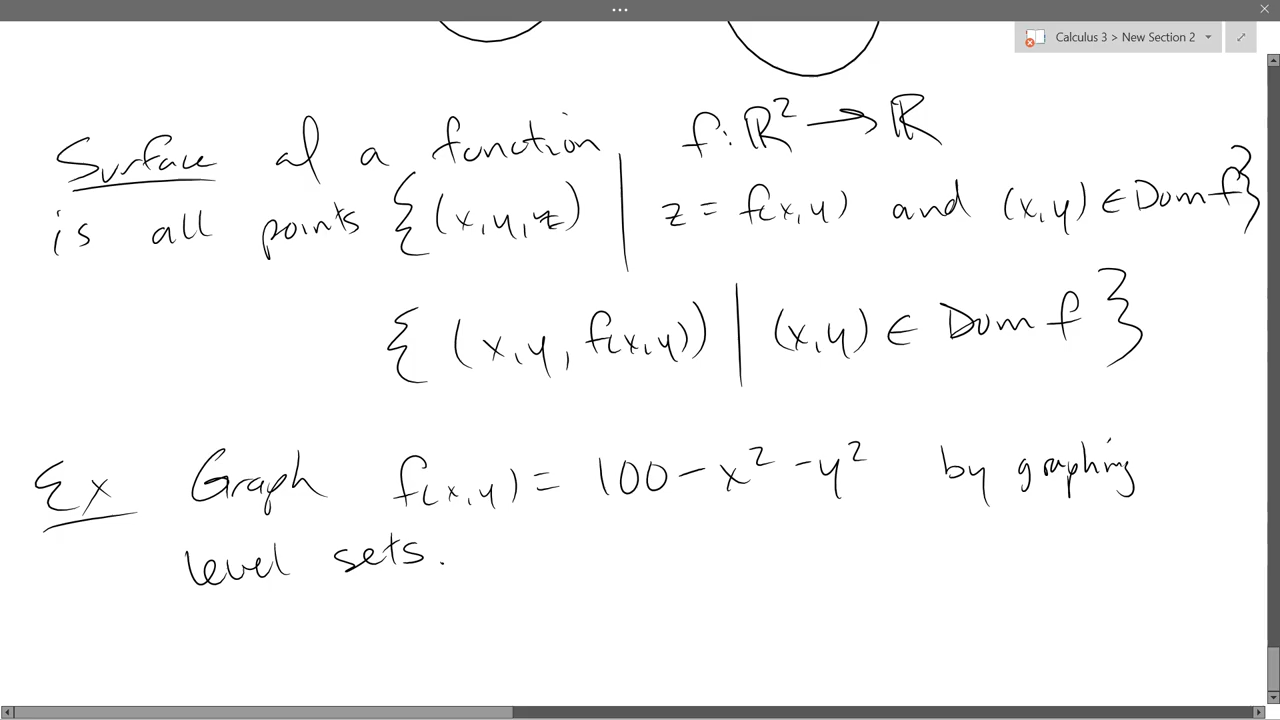 ...
Calculus 3 > New Section 2
Surface of a function f: ℝ² → ℝ
is all points {(x,y,z) | z = f(x,y) and (x,y) ∈ Dom f}
{(x,y, f(x,y)) | (x,y) ∈ Dom f}
Ex Graph f(x,y) = 100 - x² - y² by graphing
level sets.